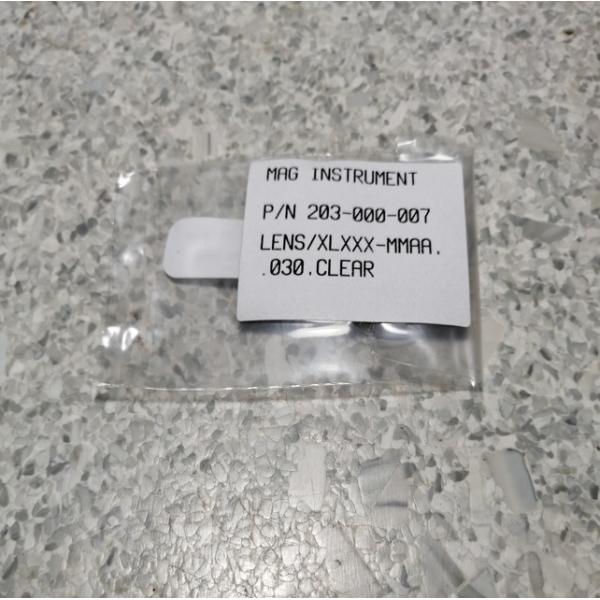 MAG INSTRUMENT
P/N 203-000-007
LENS/XLXXX-MMAA,
.030,CLEAR